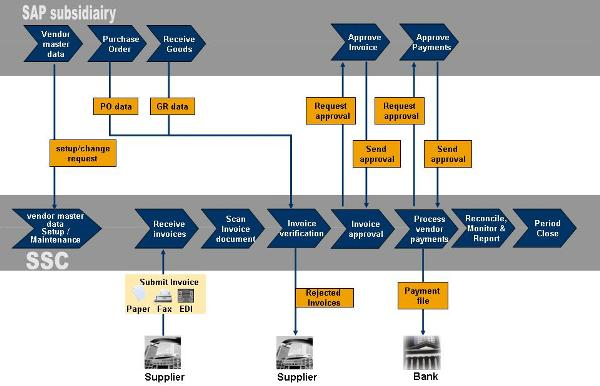 SAP subsidiairy
Vendor
master
data
Purchase
Order
Receive
Goods
Approve
Invoice
Approve
Payments
PO data
GR data
Request
approval
Request
approval
setup/change
request
Send
approval
Send
approval
vendor master
data
Setup /
Maintenance
Receive
invoices
Scan
Invoice
document
Invoice
verification
Invoice
approval
Process
vendor
payments
Reconcile,
Monitor &
Report
Period
Close
SSC
Submit Invoice
Paper Fax EDI
Rejected
Invoices
Payment
file
Supplier
Supplier
Bank